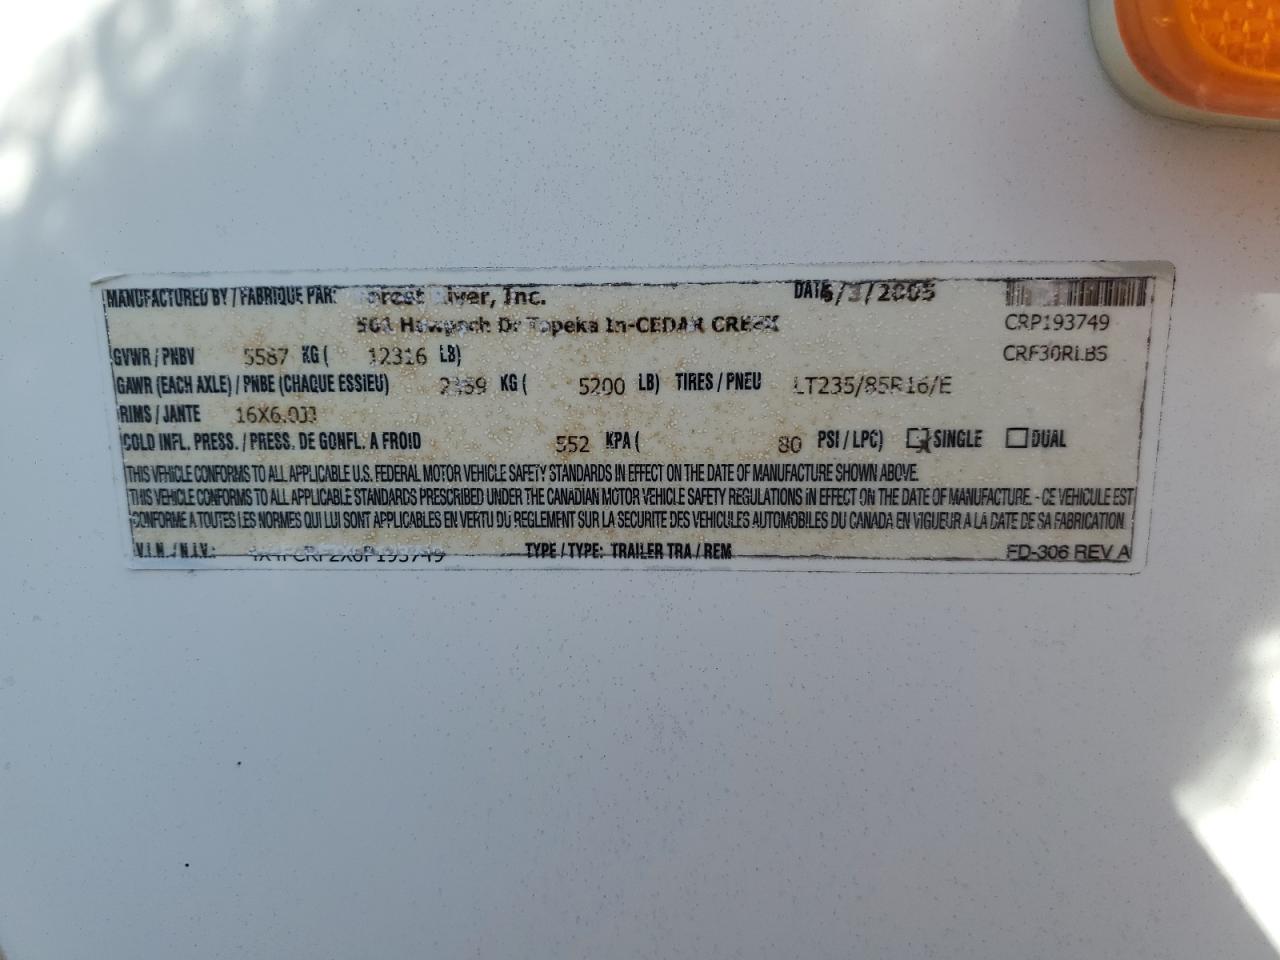 MANUFACTURED BY / FABRIQUE PAR: Forest River, Inc. DATE /2005
Dr Topeka In-CEDAR CREEK CRP193749
GVWR / PNBV 5587 KG ( 12316 LB) CRF30RLBS
GAWR (EACH AXLE) / PNBE (CHAQUE ESSIEU) KG ( 5200 LB) TIRES / PNEU LT235/85R16/E
RIMS / JANTE
COLD INFL. PRESS. / PRESS. DE GONFL. A FROID 552 KPA ( 80 PSI / LPC) SINGLE DUAL
THIS VEHICLE CONFORMS TO ALL APPLICABLE U.S. FEDERAL MOTOR VEHICLE SAFETY STANDARDS IN EFFECT ON THE DATE OF MANUFACTURE SHOWN ABOVE.
THIS VEHICLE CONFORMS TO ALL APPLICABLE STANDARDS PRESCRIBED UNDER THE CANADIAN MOTOR VEHICLE SAFETY REGULATIONS IN EFFECT ON THE DATE OF MANUFACTURE. - CE VEHICULE EST
CONFORME A TOUTES LES NORMES QUI LUI SONT APPLICABLES EN VERTU DU REGLEMENT SUR LA SECURITE DES VEHICULES AUTOMOBILES DU CANADA EN VIGUEUR A LA DATE DE SA FABRICATION
V.I.N. / N.I.V.: TYPE / TYPE: TRAILER TRA / REM FD-306 REV A